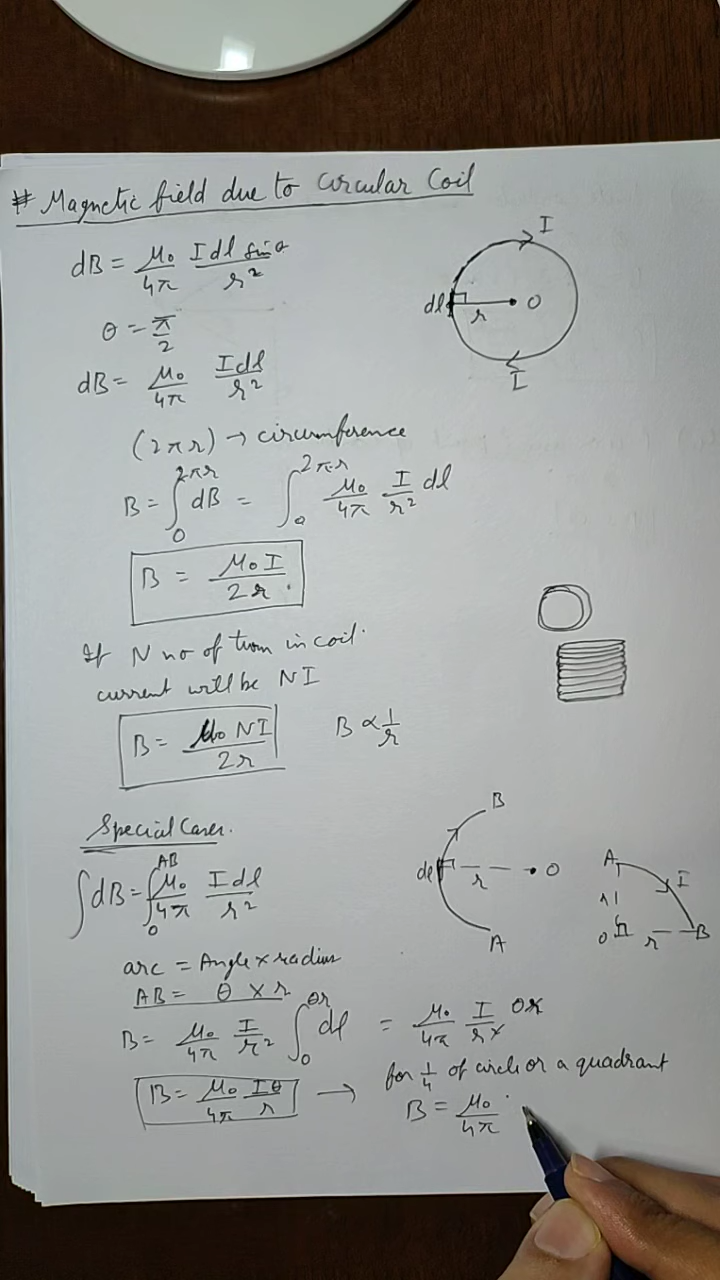 # Magnetic field due to Circular Coil
dB = μ₀/4π Idl sinθ/r²
I
dl r O
I
θ = π/2
dB = μ₀/4π Idl/r²
(2πr) → circumference
B = ∫₀^2πr dB = ∫₀^2πr μ₀/4π I/r² dl
B = μ₀I/2r
If N no of turn in coil.
current will be NI
B = μ₀NI/2r B ∝ 1/r
Special Cases.
∫dB = ∫₀^AB μ₀/4π Idl/r²
B
dl r O
A
A I
r
O r B
arc = Angle × radius
AB = θ × r
B = μ₀/4π I/r² ∫₀^θr dl = μ₀/4π I/r² θr
for 1/4 of circle or a quadrant
B = μ₀/4π Iθ/r →
B = μ₀/4π